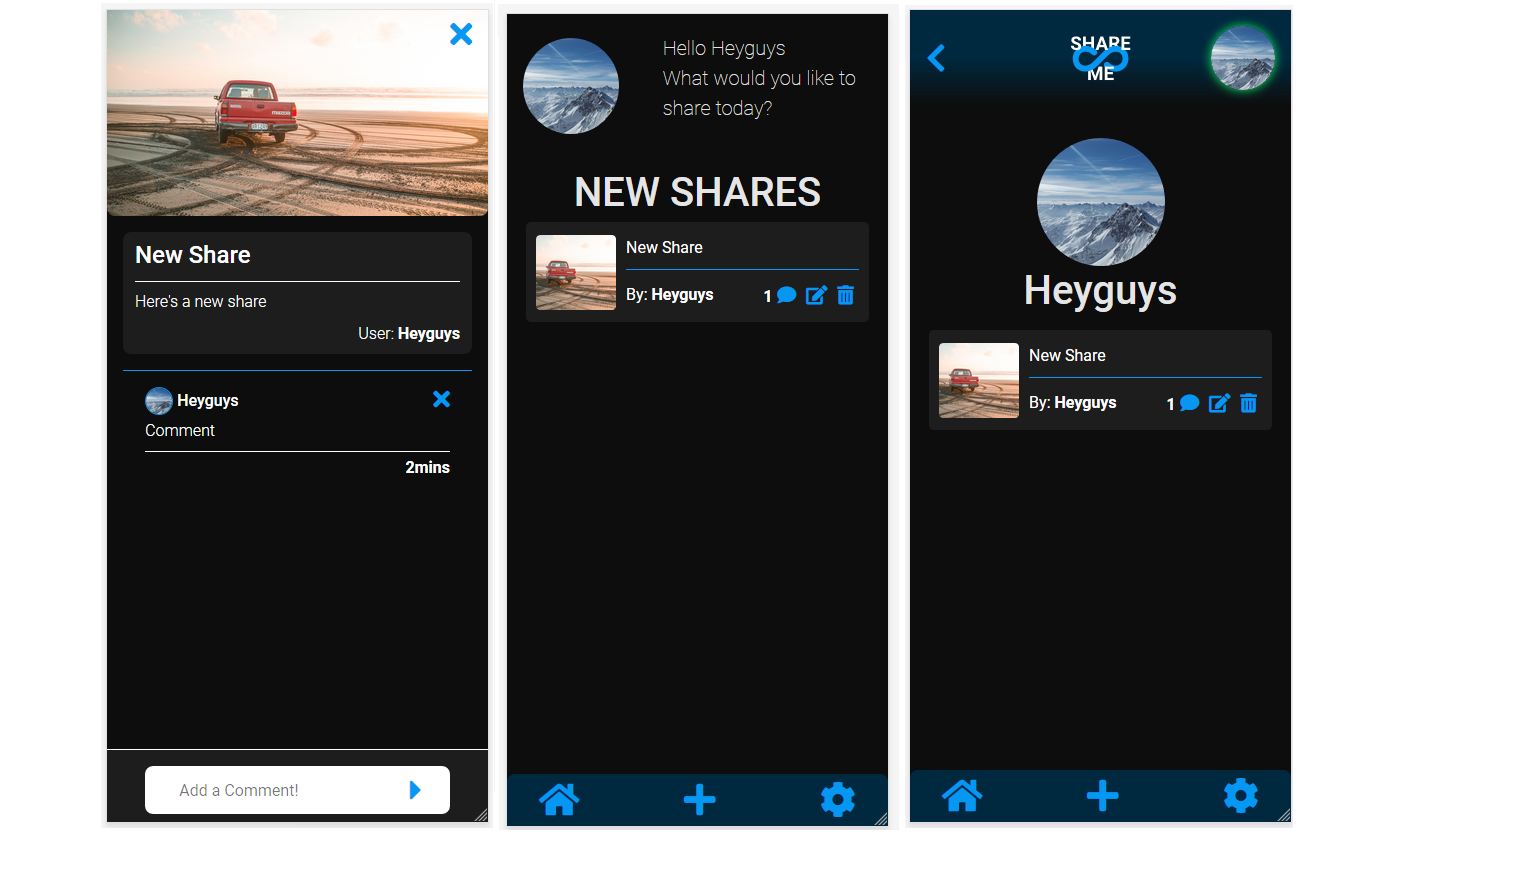 New Share
Here's a new share
User: Heyguys
Heyguys
Comment
2mins
Add a Comment!
Hello Heyguys
What would you like to
share today?
NEW SHARES
New Share
By: Heyguys
1
SHARE
ME
Heyguys
New Share
By: Heyguys
1